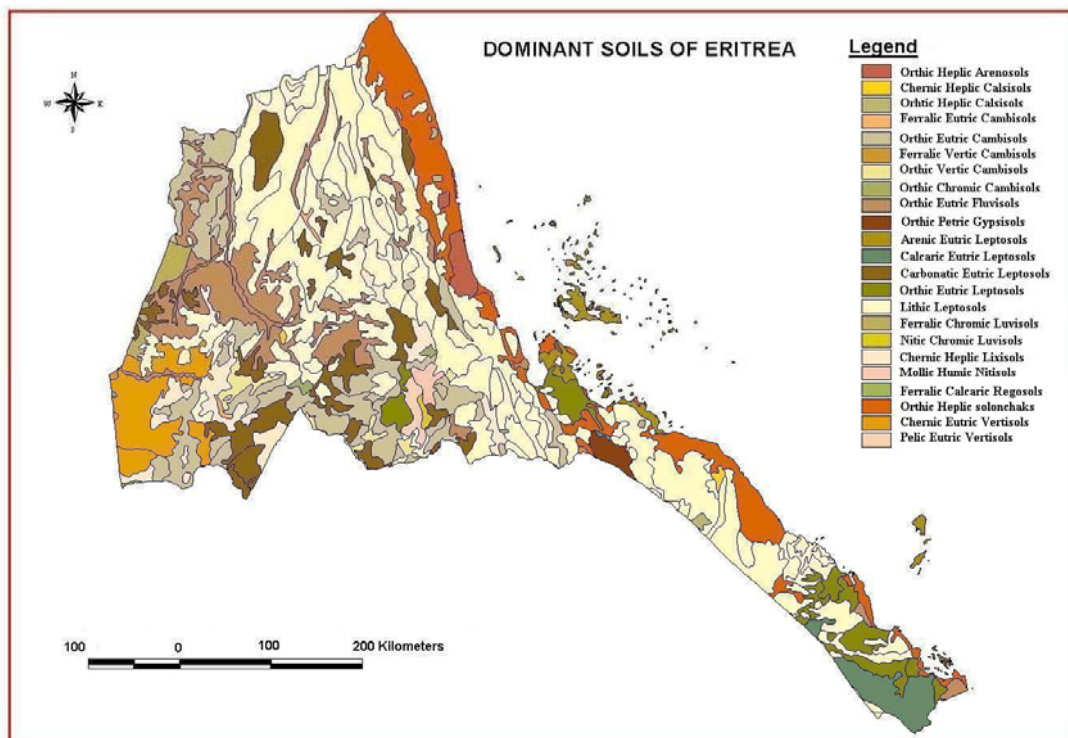 DOMINANT SOILS OF ERITREA
N
W E
S
Legend
Orthic Heplic Arenosols
Chernic Heplic Calsisols
Orhtic Heplic Calsisols
Ferralic Eutric Cambisols
Orthic Eutric Cambisols
Ferralic Vertic Cambisols
Orthic Vertic Cambisols
Orthic Chromic Cambisols
Orthic Eutric Fluvisols
Orthic Petric Gypsisols
Arenic Eutric Leptosols
Calcaric Eutric Leptosols
Carbonatic Eutric Leptosols
Orthic Eutric Leptosols
Lithic Leptosols
Ferralic Chromic Luvisols
Nitic Chromic Luvisols
Chernic Heplic Lixisols
Mollic Humic Nitisols
Ferralic Calcaric Regosols
Orthic Heplic solonchaks
Chernic Eutric Vertisols
Pelic Eutric Vertisols
100 0 100 200 Kilometers